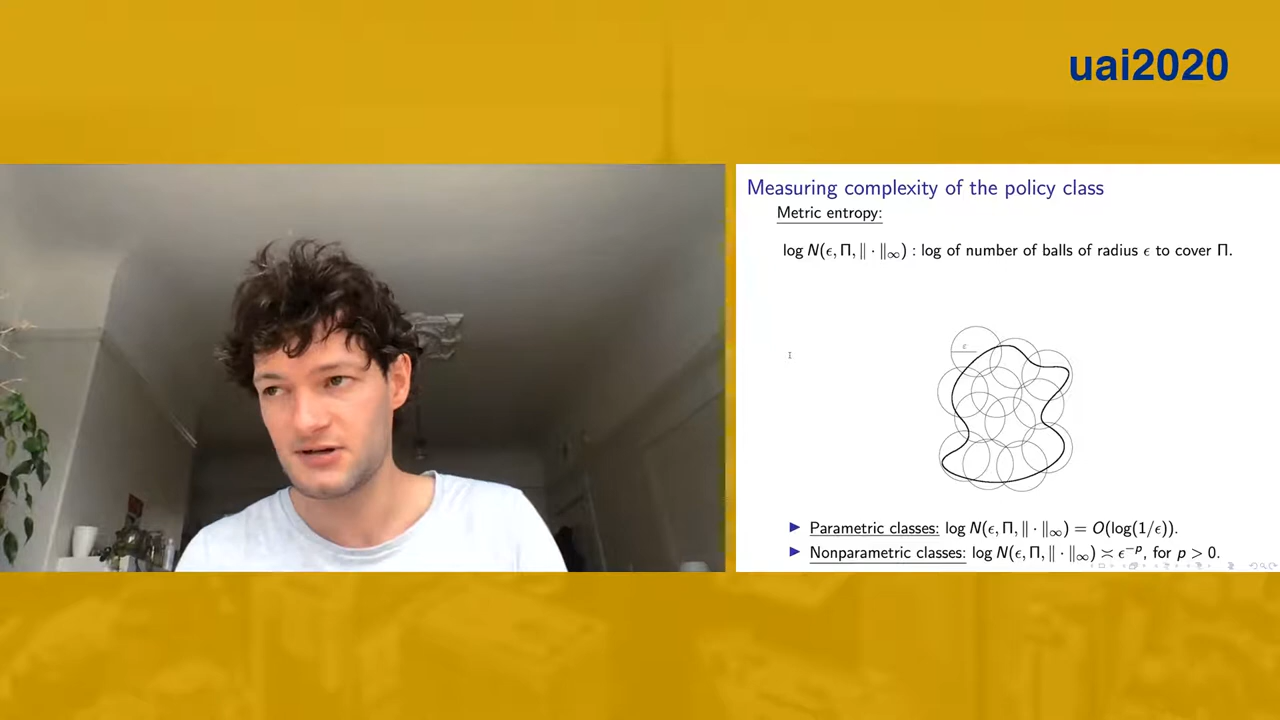 uai2020
Measuring complexity of the policy class
Metric entropy:
log N(ϵ, Π, ‖ · ‖∞) : log of number of balls of radius ϵ to cover Π.
ϵ
▶ Parametric classes: log N(ϵ, Π, ‖ · ‖∞) = O(log(1/ϵ)).
▶ Nonparametric classes: log N(ϵ, Π, ‖ · ‖∞) ≍ ϵ⁻ᵖ, for p > 0.